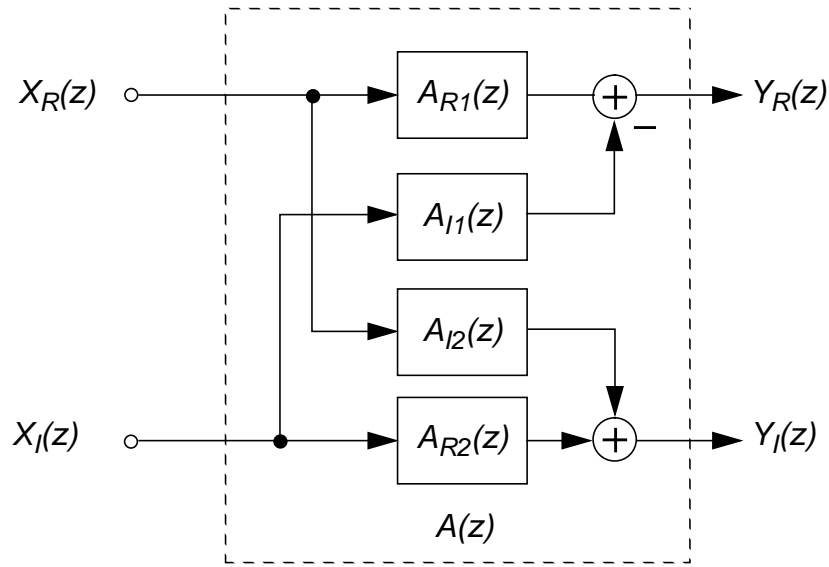 X_R(z) A_R1(z) + Y_R(z)
−
A_I1(z)
A_I2(z)
X_I(z) A_R2(z) + Y_I(z)
A(z)